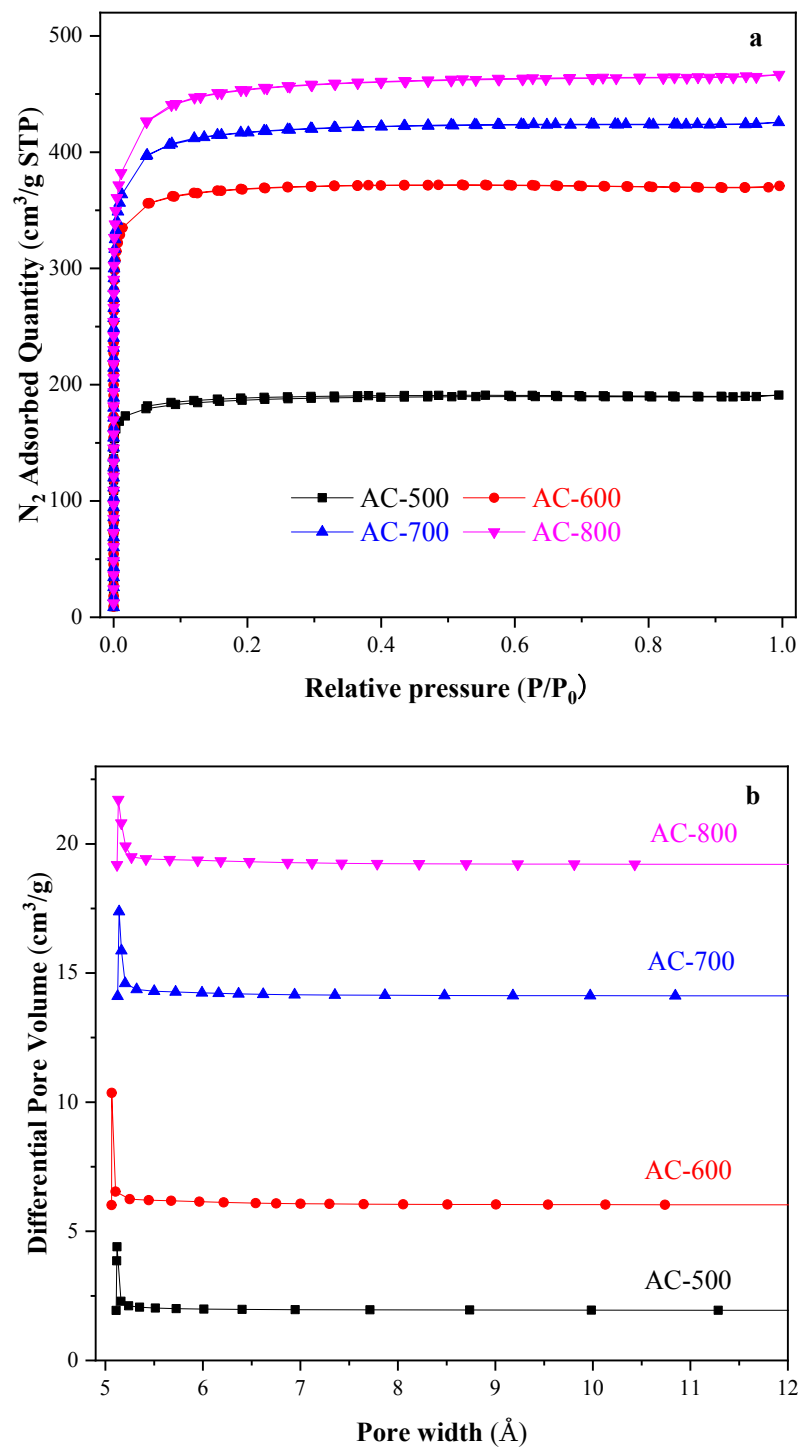 a
500
400
300
200
100
0
N₂ Adsorbed Quantity (cm³/g STP)
AC-500 AC-600
AC-700 AC-800
0.0 0.2 0.4 0.6 0.8 1.0
Relative pressure (P/P₀)
b
20
15
10
5
0
Differential Pore Volume (cm³/g)
AC-800
AC-700
AC-600
AC-500
5 6 7 8 9 10 11 12
Pore width (Å)